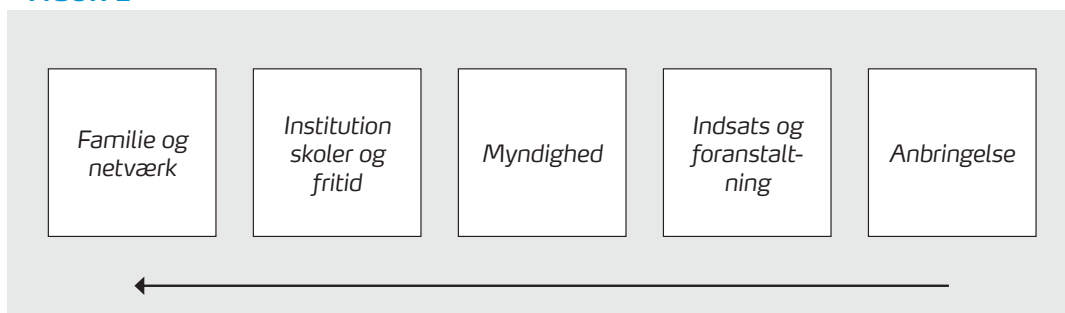 Familie og
netværk
Institution
skoler og
fritid
Myndighed
Indsats og
foranstalt-
ning
Anbringelse